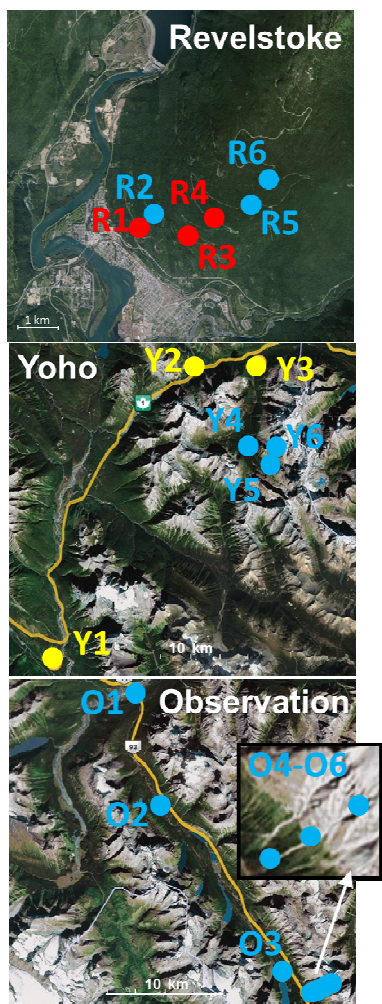 Revelstoke
R6
R2
R4
R1
R5
R3
1 km
Yoho
Y2
Y3
1
Y4
Y6
Y5
Y1
10 km
O1
Observation
93
O4-O6
O2
O3
10 km